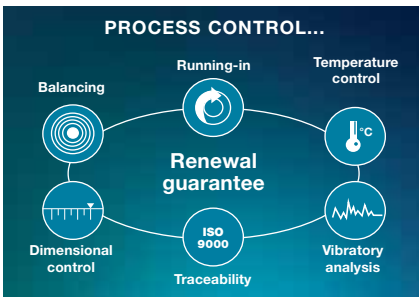 PROCESS CONTROL...
Running-in
Temperature
control
Balancing
°C
Renewal
guarantee
ISO
9000
Dimensional
control
Vibratory
analysis
Traceability